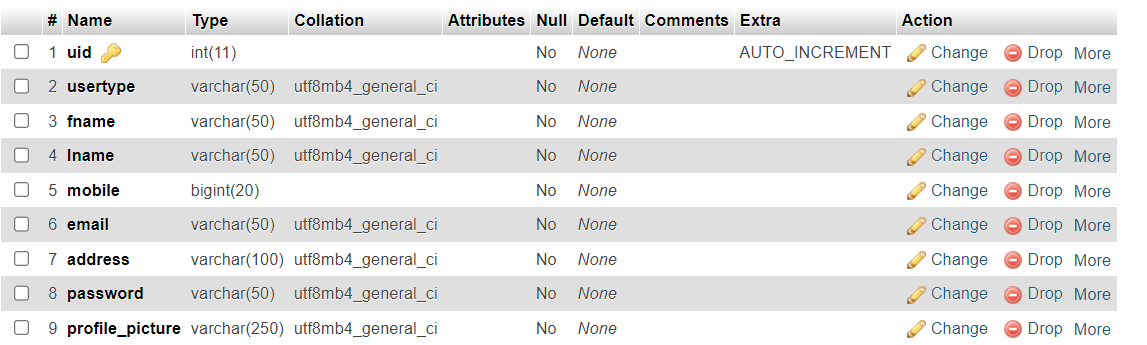 # Name Type Collation Attributes Null Default Comments Extra Action
1 uid int(11) No None AUTO_INCREMENT Change Drop More
2 usertype varchar(50) utf8mb4_general_ci No None Change Drop More
3 fname varchar(50) utf8mb4_general_ci No None Change Drop More
4 lname varchar(50) utf8mb4_general_ci No None Change Drop More
5 mobile bigint(20) No None Change Drop More
6 email varchar(50) utf8mb4_general_ci No None Change Drop More
7 address varchar(100) utf8mb4_general_ci No None Change Drop More
8 password varchar(50) utf8mb4_general_ci No None Change Drop More
9 profile_picture varchar(250) utf8mb4_general_ci No None Change Drop More